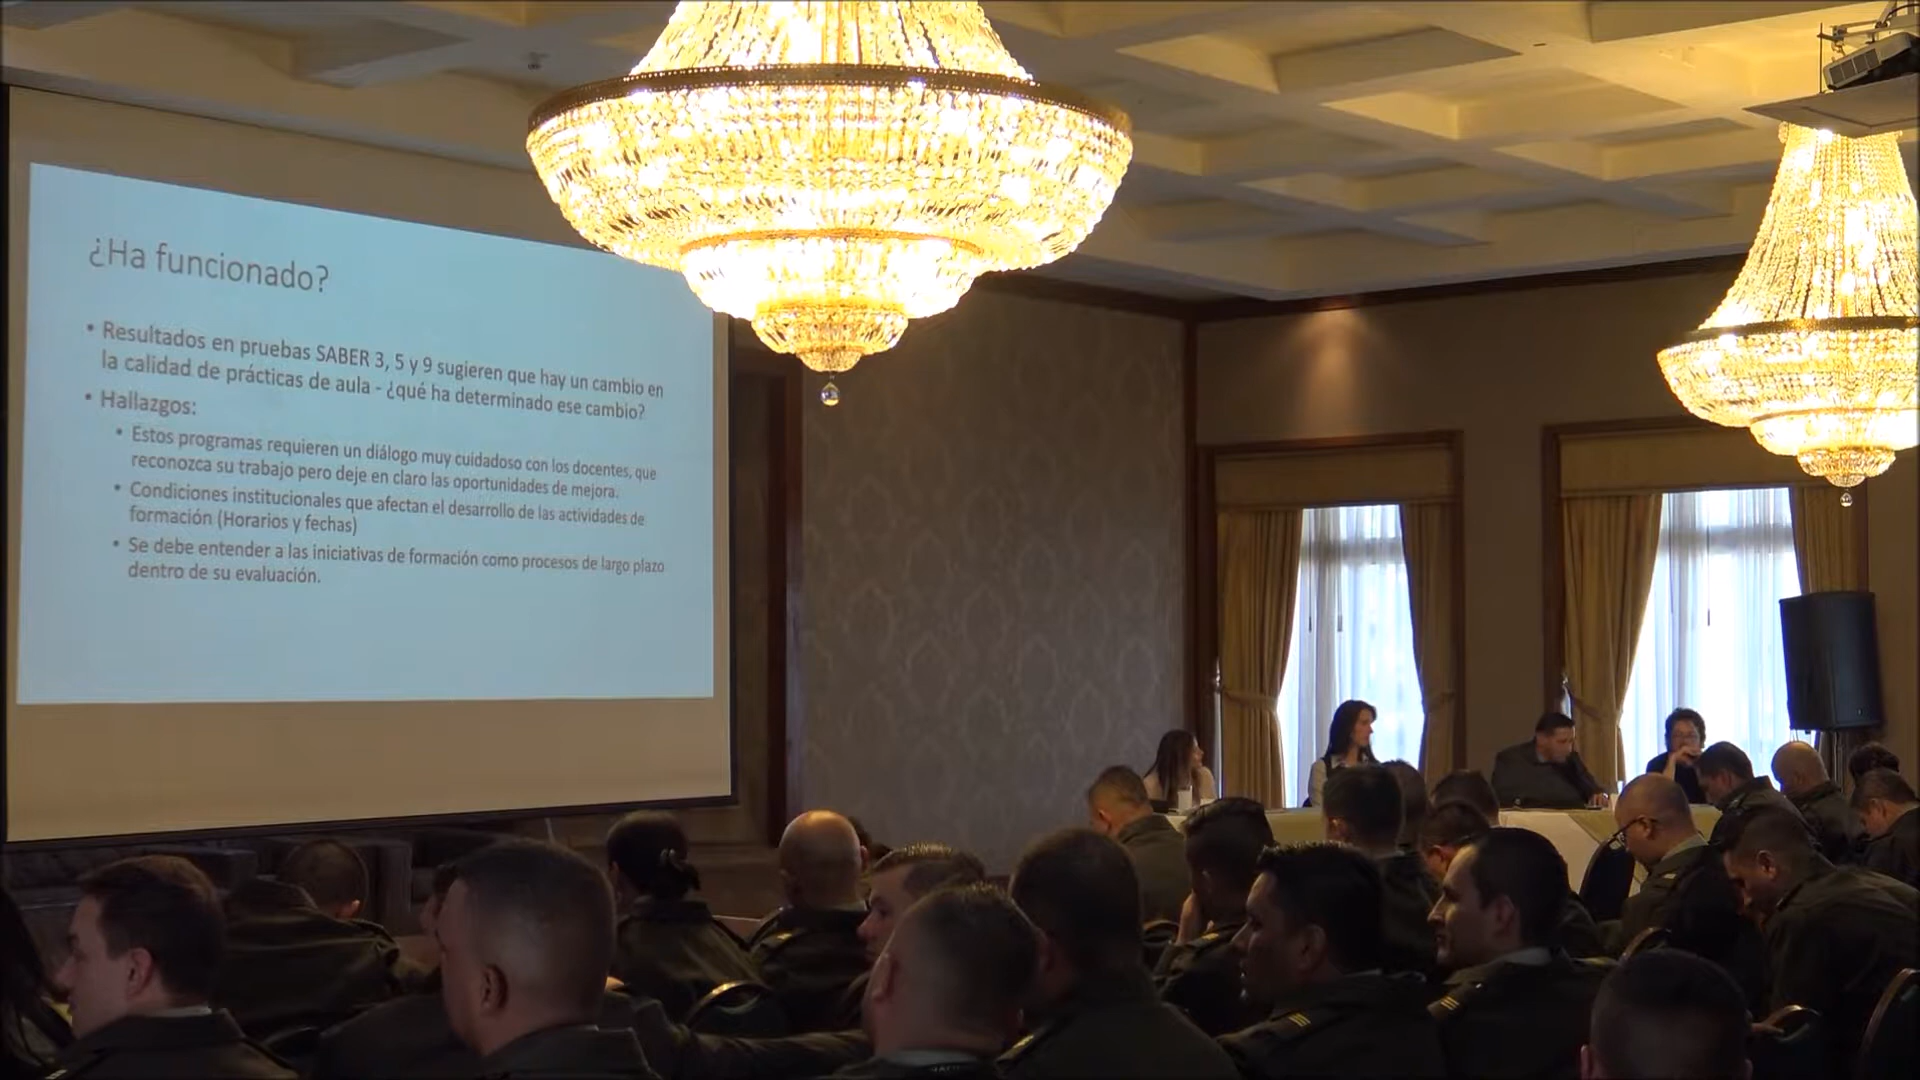 ¿Ha funcionado?
• Resultados en pruebas SABER 3, 5 y 9 sugieren que hay un cambio en
la calidad de prácticas de aula - ¿qué ha determinado ese cambio?
• Hallazgos:
• Estos programas requieren un diálogo muy cuidadoso con los docentes, que
reconozca su trabajo pero deje en claro las oportunidades de mejora.
• Condiciones institucionales que afectan el desarrollo de las actividades de
formación (Horarios y fechas)
• Se debe entender a las iniciativas de formación como procesos de largo plazo
dentro de su evaluación.